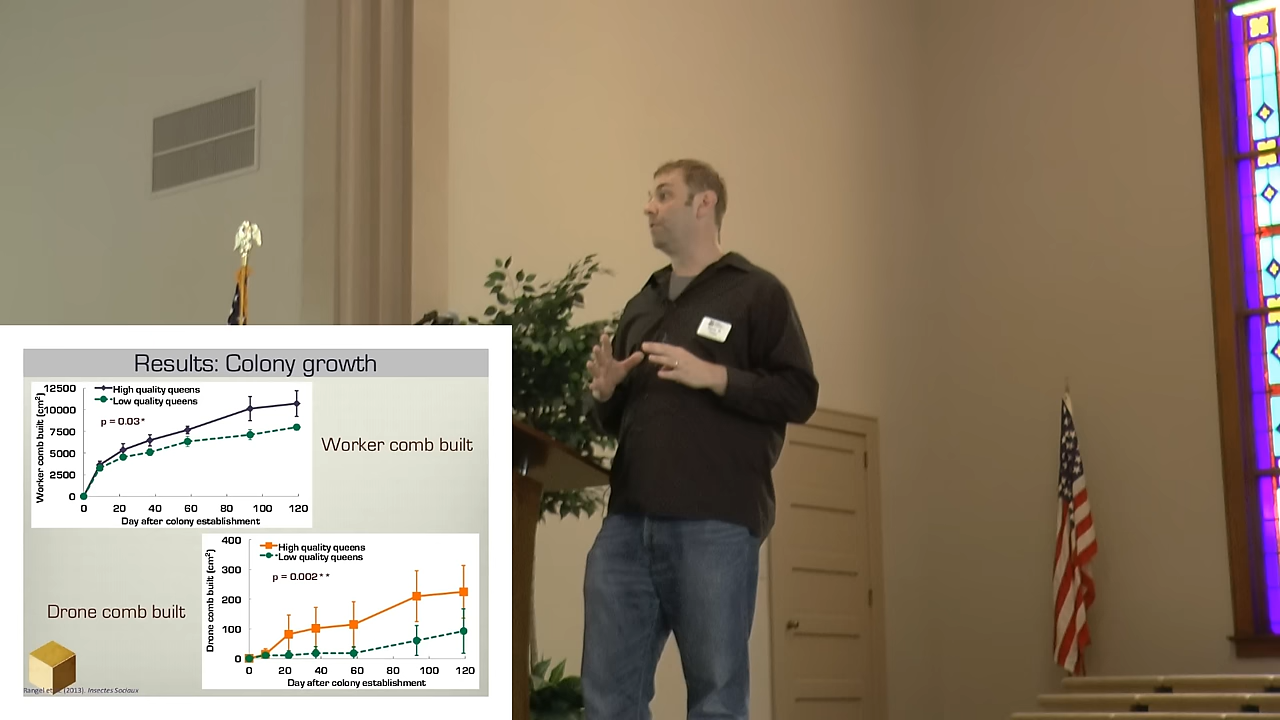 Results: Colony growth
Worker comb built (cm²)
12500
10000
7500
5000
2500
0
High quality queens
Low quality queens
p = 0.03*
0 20 40 60 80 100 120
Day after colony establishment
Worker comb built
Drone comb built (cm²)
400
300
200
100
0
High quality queens
Low quality queens
p = 0.002**
0 20 40 60 80 100 120
Day after colony establishment
Drone comb built
(2013). Insectes Sociaux